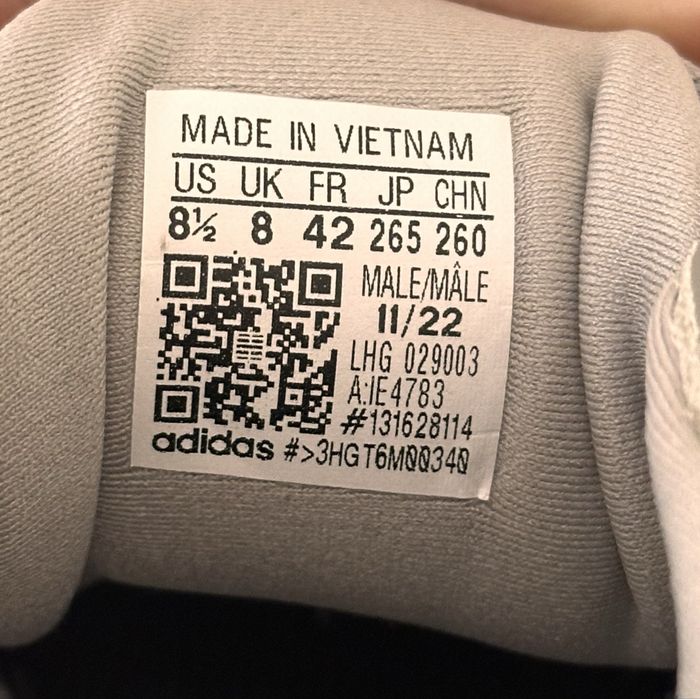 MADE IN VIETNAM
US UK FR JP CHN
8½ 8 42 265 260
MALE/MÂLE
11/22
LHG 029003
A:IE4783
#131628114
adidas #>3HGT6M00340